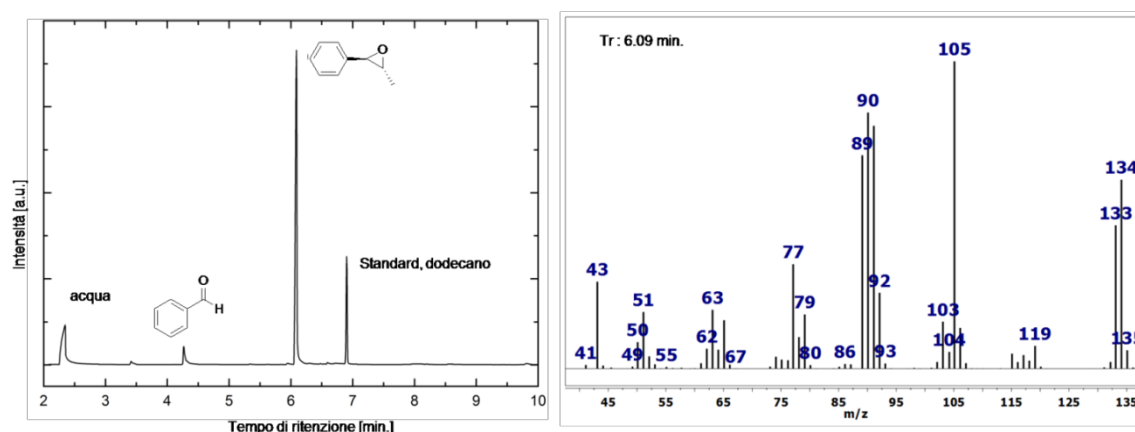 Intensità [a.u.]
acqua
O
H
O
Standard, dodecano
2 3 4 5 6 7 8 9 10
Tempo di ritenzione [min.]
Tr : 6.09 min.
105
90
89
134
133
77
43
92
63
51
79
103
50
104
119
135
41
49
55
62
67
80
86
93
45 55 65 75 85 95 105 115 125 135
m/z